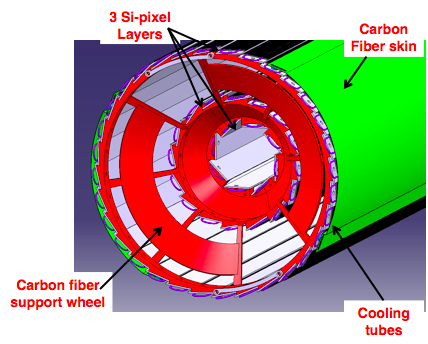 3 Si-pixel
Layers
Carbon
Fiber skin
Carbon fiber
support wheel
Cooling
tubes